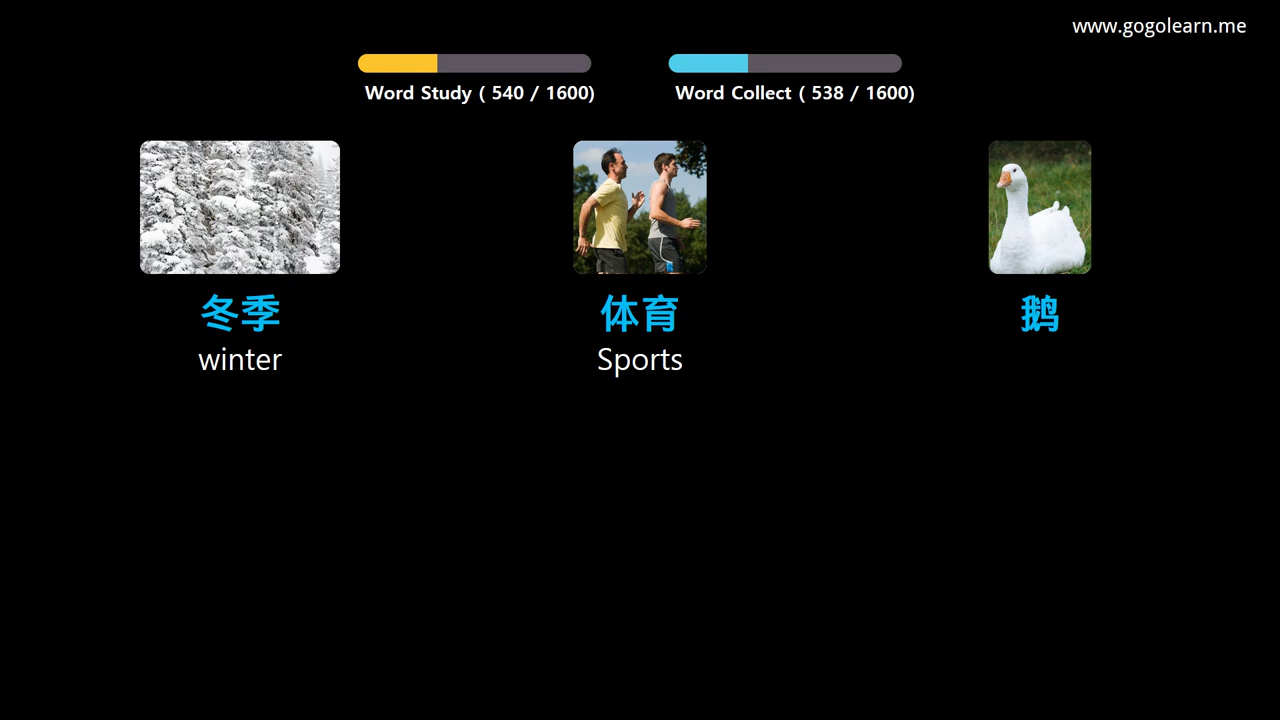 www.gogolearn.me
Word Study ( 540 / 1600)
Word Collect ( 538 / 1600)
冬季
winter
体育
Sports
鹅